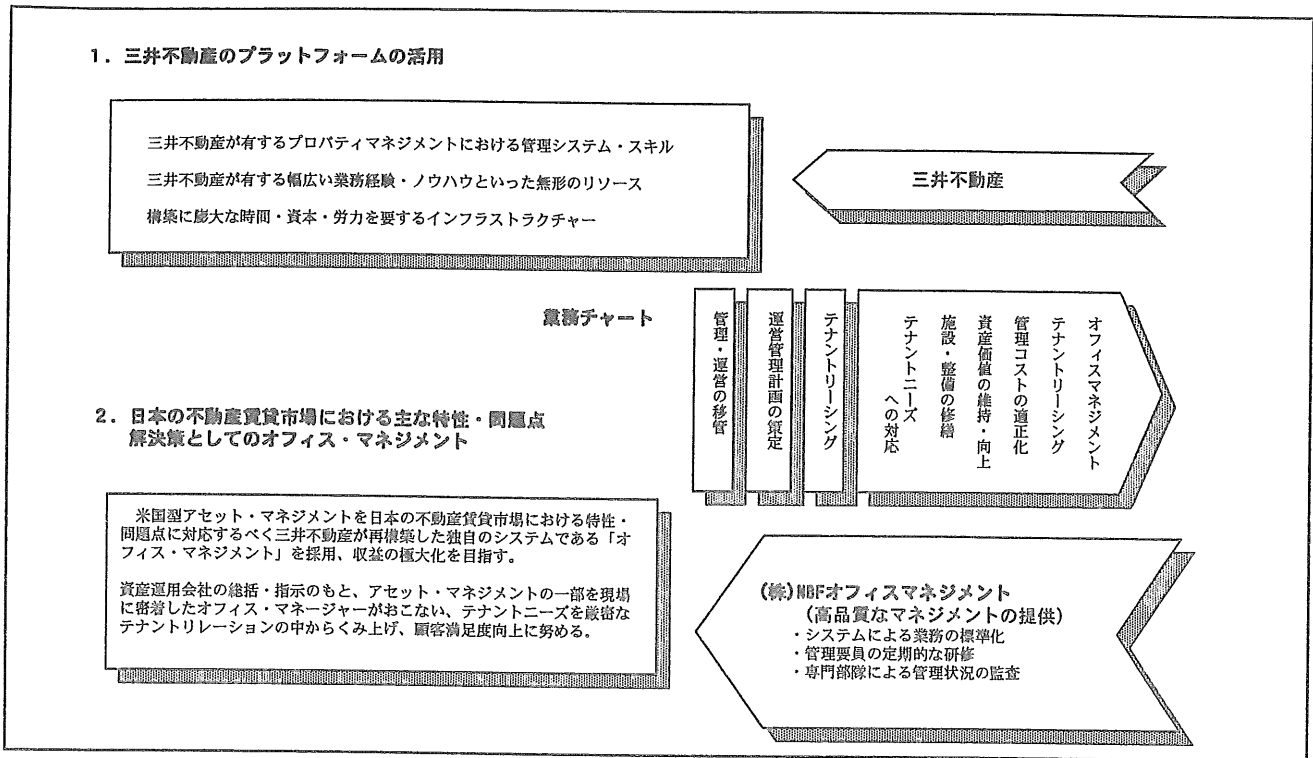 1．三井不動産のプラットフォームの活用
三井不動産が有するプロパティマネジメントにおける管理システム・スキル
三井不動産が有する幅広い業務経験・ノウハウといった無形のリソース
構築に膨大な時間・資本・労力を要するインフラストラクチャー
三井不動産
業務チャート
管理・運営の移管
運営管理計画の策定
テナントリーシング
テナントニーズ
への対応
施設・整備の修繕
資産価値の維持・向上
管理コストの適正化
テナントリーシング
オフィスマネジメント
2．日本の不動産賃貸市場における主な特性・問題点
解決策としてのオフィス・マネジメント
米国型アセット・マネジメントを日本の不動産賃貸市場における特性・
問題点に対応するべく三井不動産が再構築した独自のシステムである「オ
フィス・マネジメント」を採用、収益の極大化を目指す。
資産運用会社の総括・指示のもと、アセット・マネジメントの一部を現場
に密着したオフィス・マネージャーがおこない、テナントニーズを厳密な
テナントリレーションの中からくみ上げ、顧客満足度向上に努める。
(株)NBFオフィスマネジメント
(高品質なマネジメントの提供)
・システムによる業務の標準化
・管理要員の定期的な研修
・専門部隊による管理状況の監査